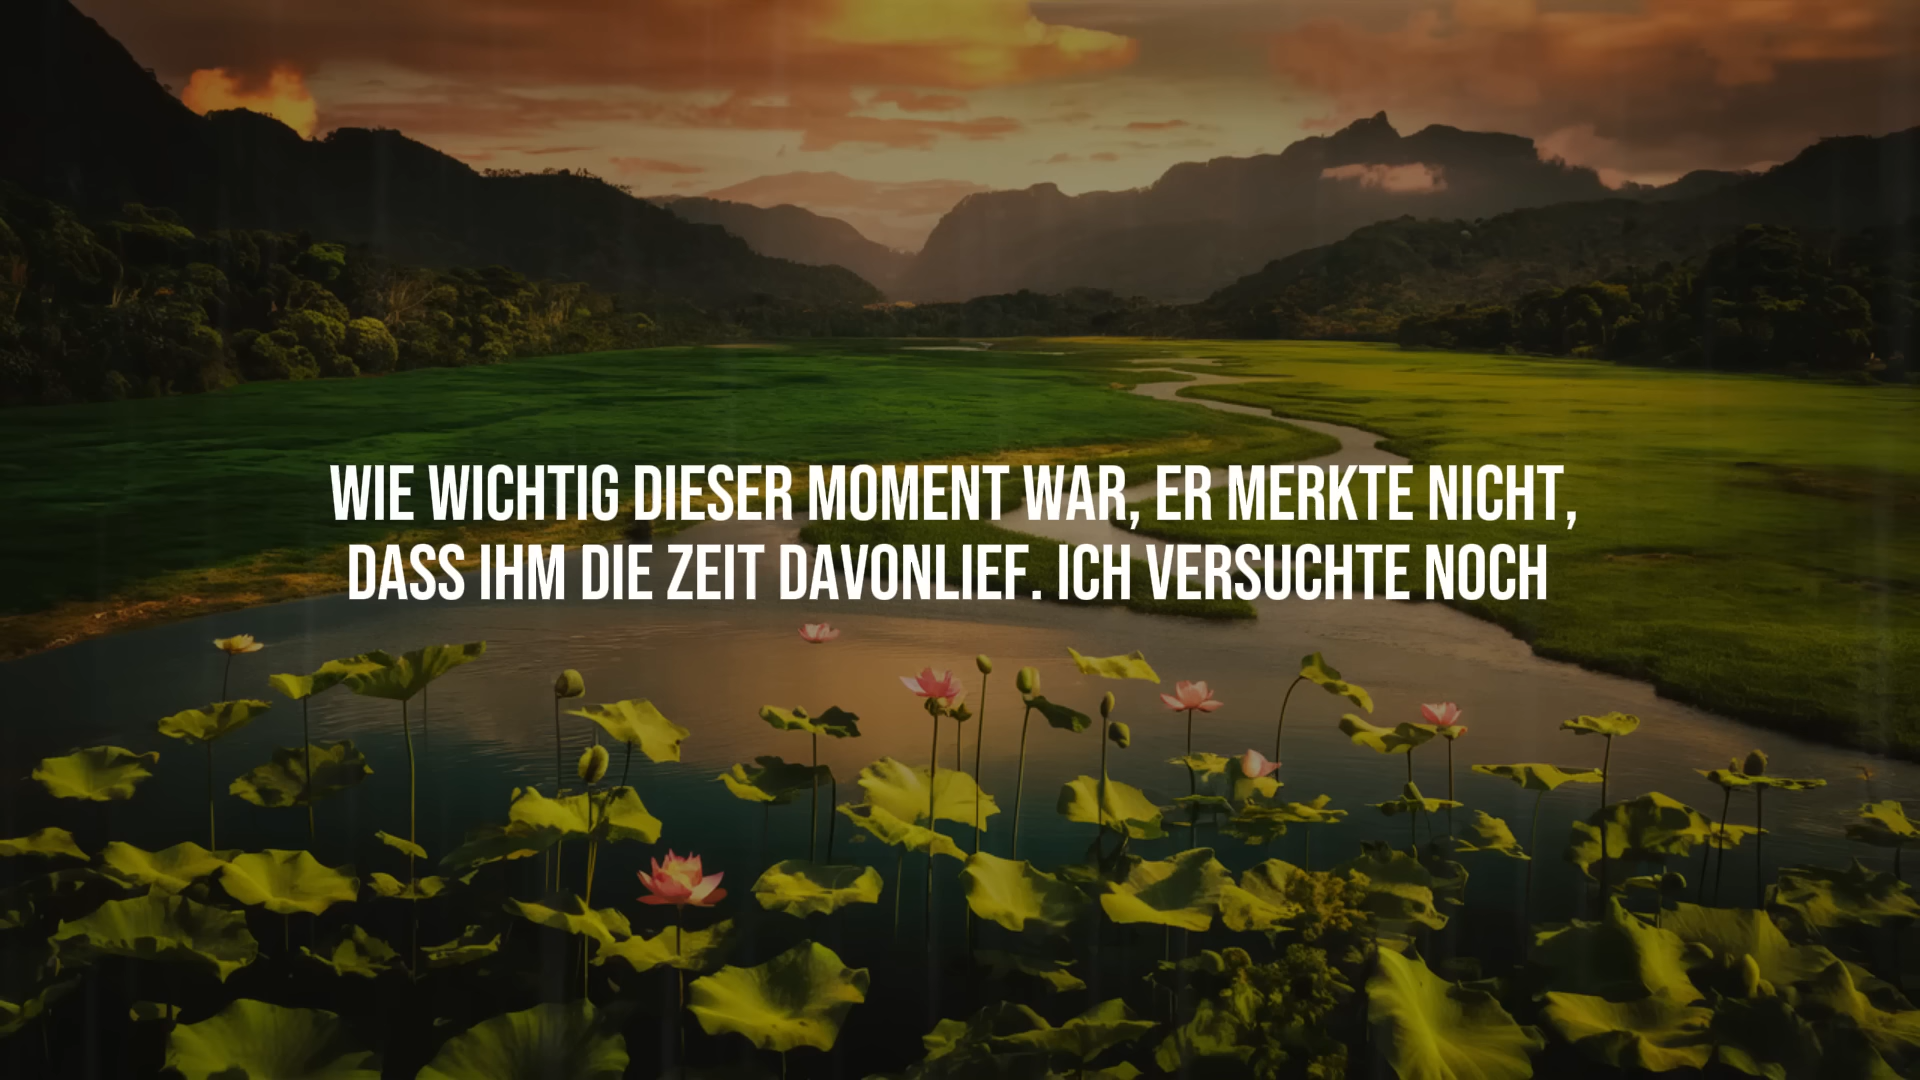 WIE WICHTIG DIESER MOMENT WAR, ER MERKTE NICHT,
DASS IHM DIE ZEIT DAVONLIEF. ICH VERSUCHTE NOCH